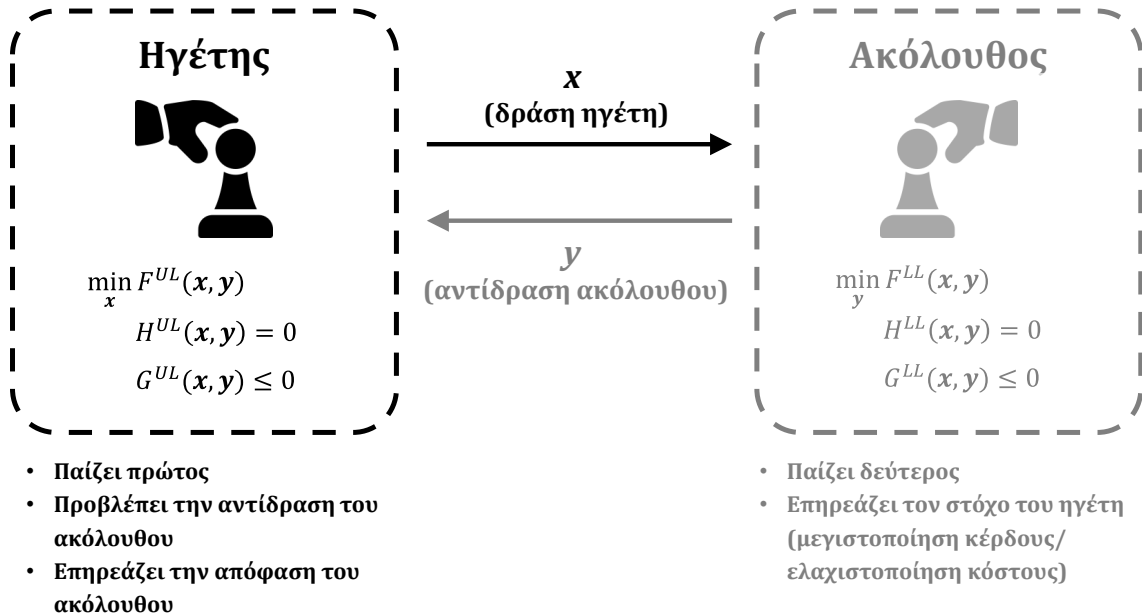 Ηγέτης
min F^{UL}(x, y)
x
H^{UL}(x, y) = 0
G^{UL}(x, y) ≤ 0
• Παίζει πρώτος
• Προβλέπει την αντίδραση του
ακόλουθου
• Επηρεάζει την απόφαση του
ακόλουθου
x
(δράση ηγέτη)
y
(αντίδραση ακόλουθου)
Ακόλουθος
min F^{LL}(x, y)
y
H^{LL}(x, y) = 0
G^{LL}(x, y) ≤ 0
• Παίζει δεύτερος
• Επηρεάζει τον στόχο του ηγέτη
(μεγιστοποίηση κέρδους/
ελαχιστοποίηση κόστους)